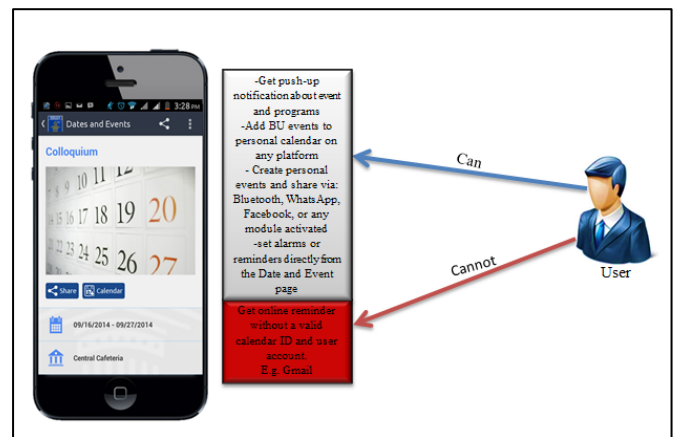 3:28 PM
Dates and Events
Colloquium
9 10 11 12
16 17 18 19 20
22 23 24 25 26 27
Share
Calendar
09/16/2014 - 09/27/2014
Central Cafeteria
-Get push-up
notification about event
and programs
-Add BU events to
personal calendar on
any platform
- Create personal
events and share via:
Bluetooth, WhatsApp,
Facebook, or any
module activated
-set alarms or
reminders directly from
the Date and Event
page
Get online reminder
without a valid
calendar ID and user
account.
E.g. Gmail
Can
Cannot
User